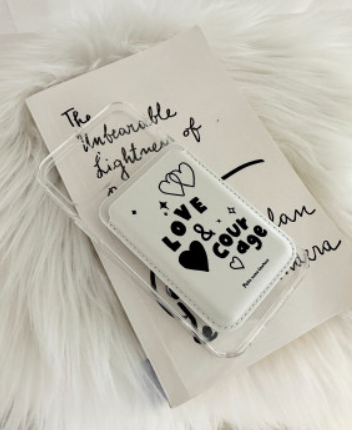 The
Unbearable
Lightness of
LOVE
&
Cour
age
lan
dera